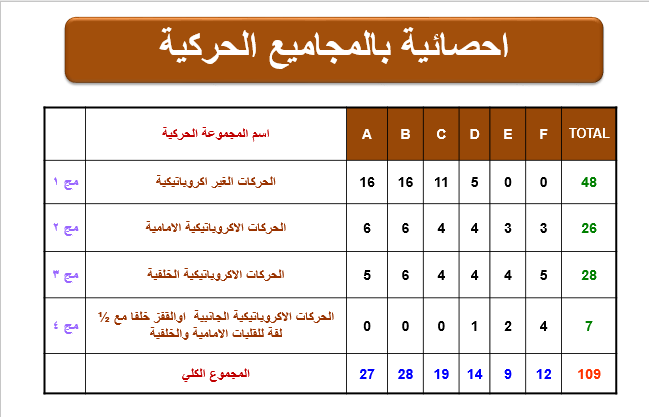 احصائية بالمجاميع الحركية
اسم المجموعة الحركية A B C D E F TOTAL
مج ١ الحركات الغير اكروباتيكية 16 16 11 5 0 0 48
مج ٢ الحركات الاكروباتيكية الامامية 6 6 4 4 3 3 26
مج ٣ الحركات الاكروباتيكية الخلفية 5 6 4 4 4 5 28
الحركات الاكروباتيكية الجانبية اوالقفز خلفا مع ½
مج ٤ لفة للقلبات الامامية والخلفية 0 0 0 1 2 4 7
المجموع الكلي 27 28 19 14 9 12 109